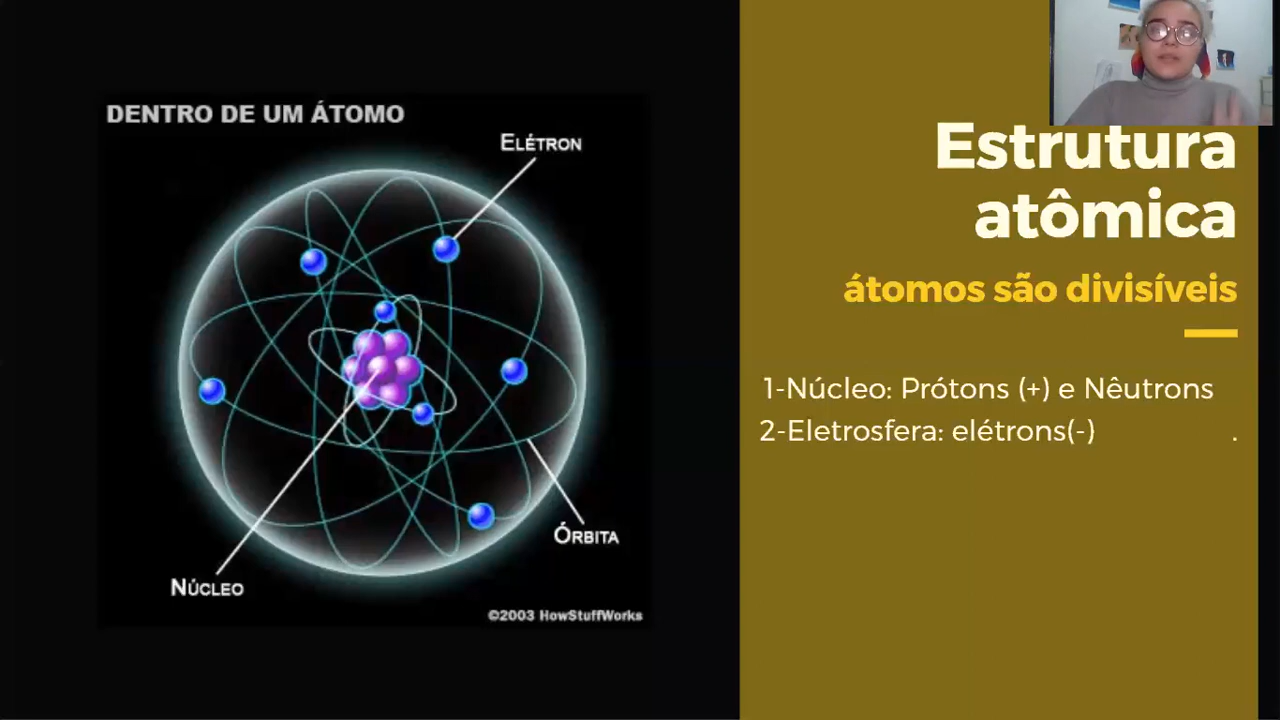 DENTRO DE UM ÁTOMO
ELÉTRON
ÓRBITA
NÚCLEO
©2003 HowStuffWorks
Estrutura
atômica
átomos são divisíveis
1-Núcleo: Prótons (+) e Nêutrons
2-Eletrosfera: elétrons(-) .